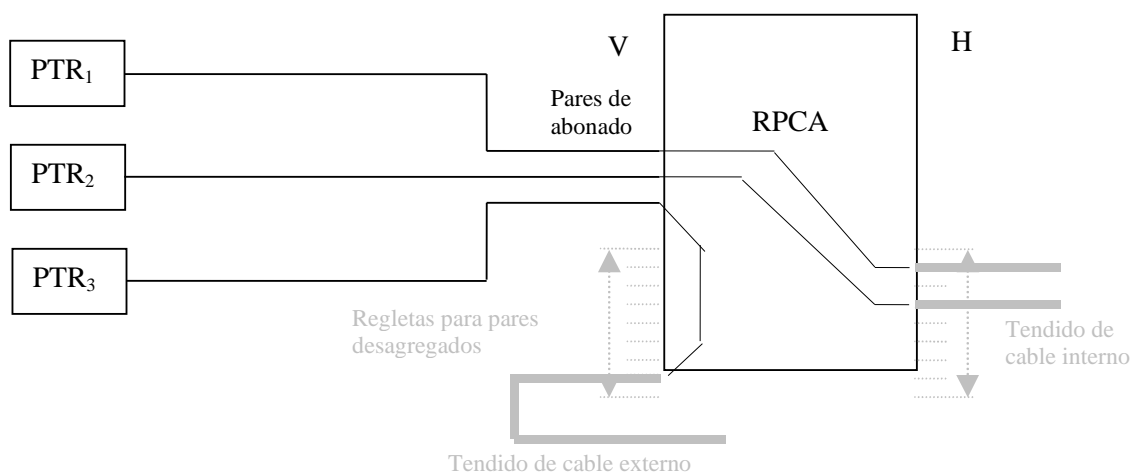 V
H
PTR1
Pares de
abonado
RPCA
PTR2
PTR3
Regletas para pares
desagregados
Tendido de
cable interno
Tendido de cable externo